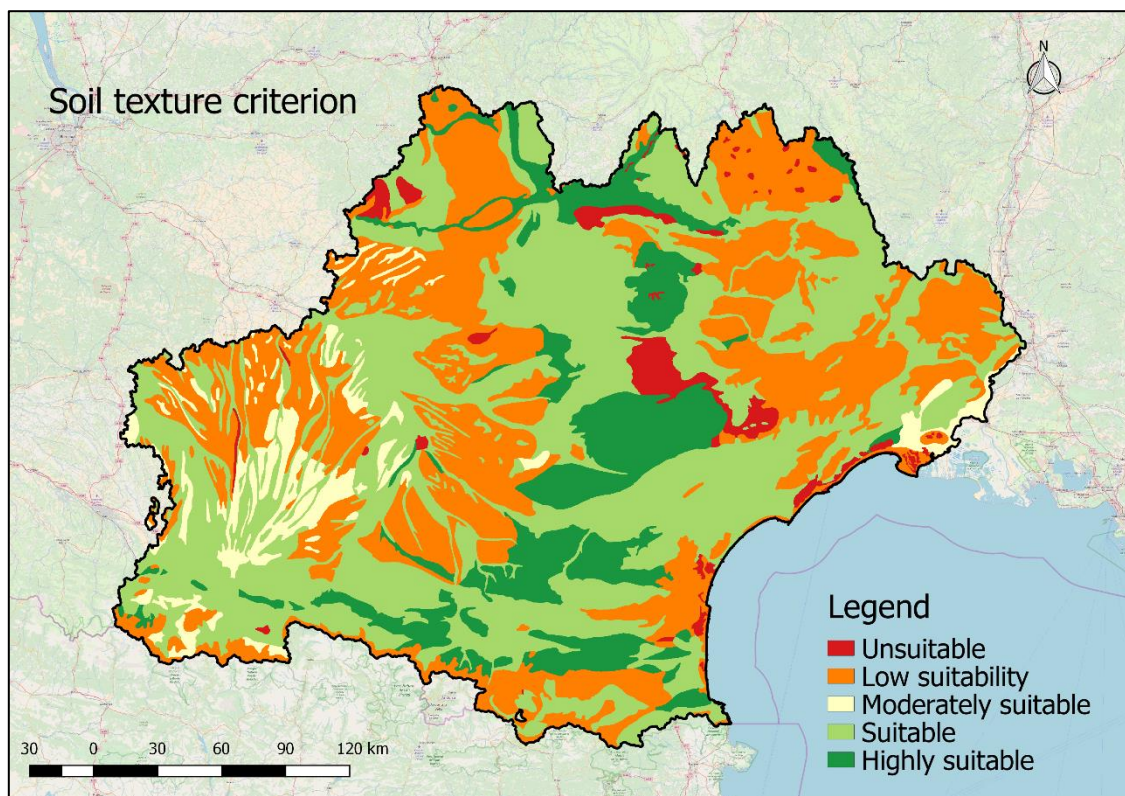 Soil texture criterion
N
Legend
Unsuitable
Low suitability
Moderately suitable
Suitable
Highly suitable
30 0 30 60 90 120 km